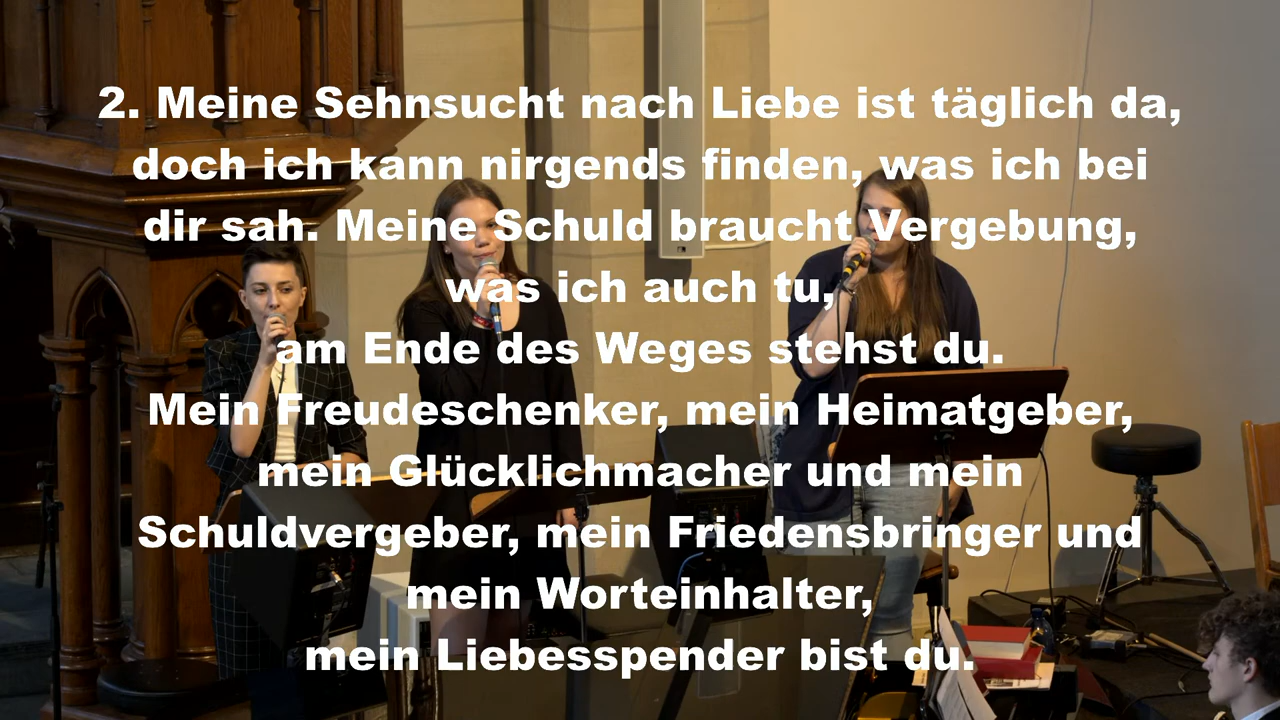 2. Meine Sehnsucht nach Liebe ist täglich da,
doch ich kann nirgends finden, was ich bei
dir sah. Meine Schuld braucht Vergebung,
was ich auch tu,
am Ende des Weges stehst du.
Mein Freudeschenker, mein Heimatgeber,
mein Glücklichmacher und mein
Schuldvergeber, mein Friedensbringer und
mein Worteinhalter,
mein Liebesspender bist du.